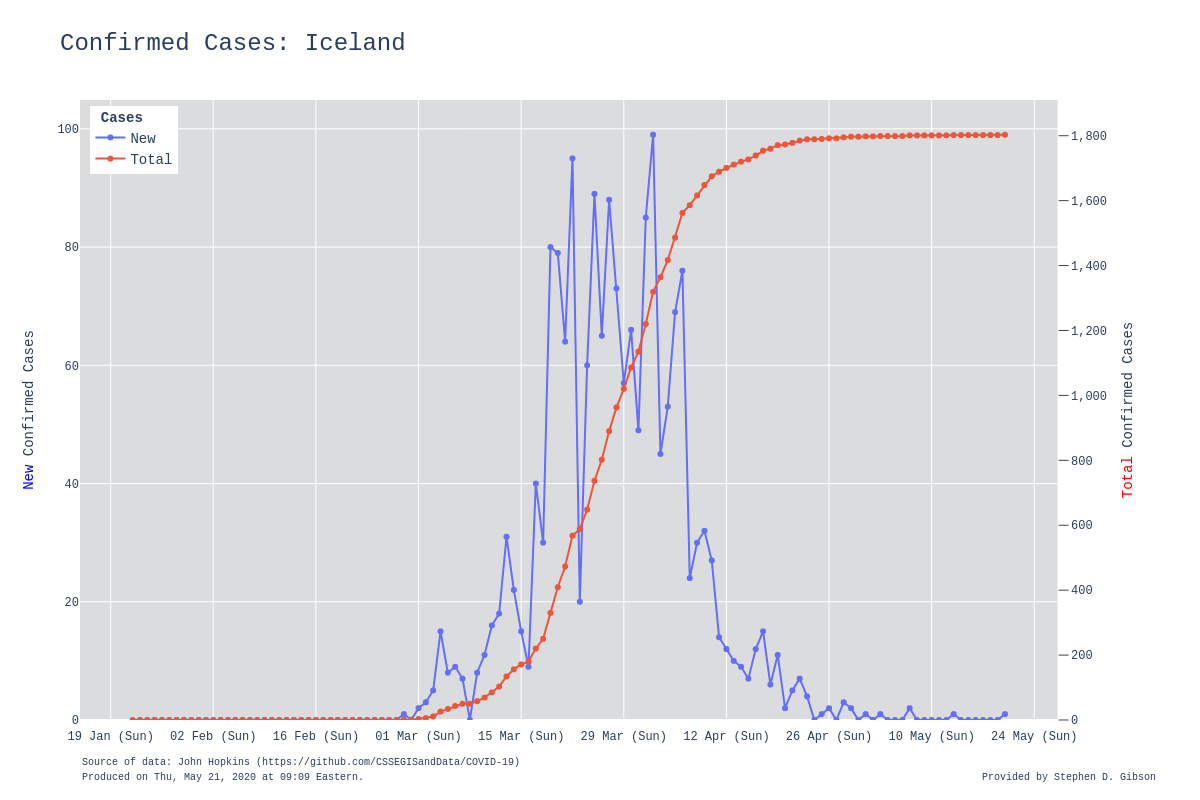 Confirmed Cases: Iceland
Cases
New
Total
100
80
60
40
20
0
1,800
1,600
1,400
1,200
1,000
800
600
400
200
0
New Confirmed Cases
Total Confirmed Cases
19 Jan (Sun) 02 Feb (Sun) 16 Feb (Sun) 01 Mar (Sun) 15 Mar (Sun) 29 Mar (Sun) 12 Apr (Sun) 26 Apr (Sun) 10 May (Sun) 24 May (Sun)
Source of data: John Hopkins (https://github.com/CSSEGISandData/COVID-19)
Produced on Thu, May 21, 2020 at 09:09 Eastern.
Provided by Stephen D. Gibson